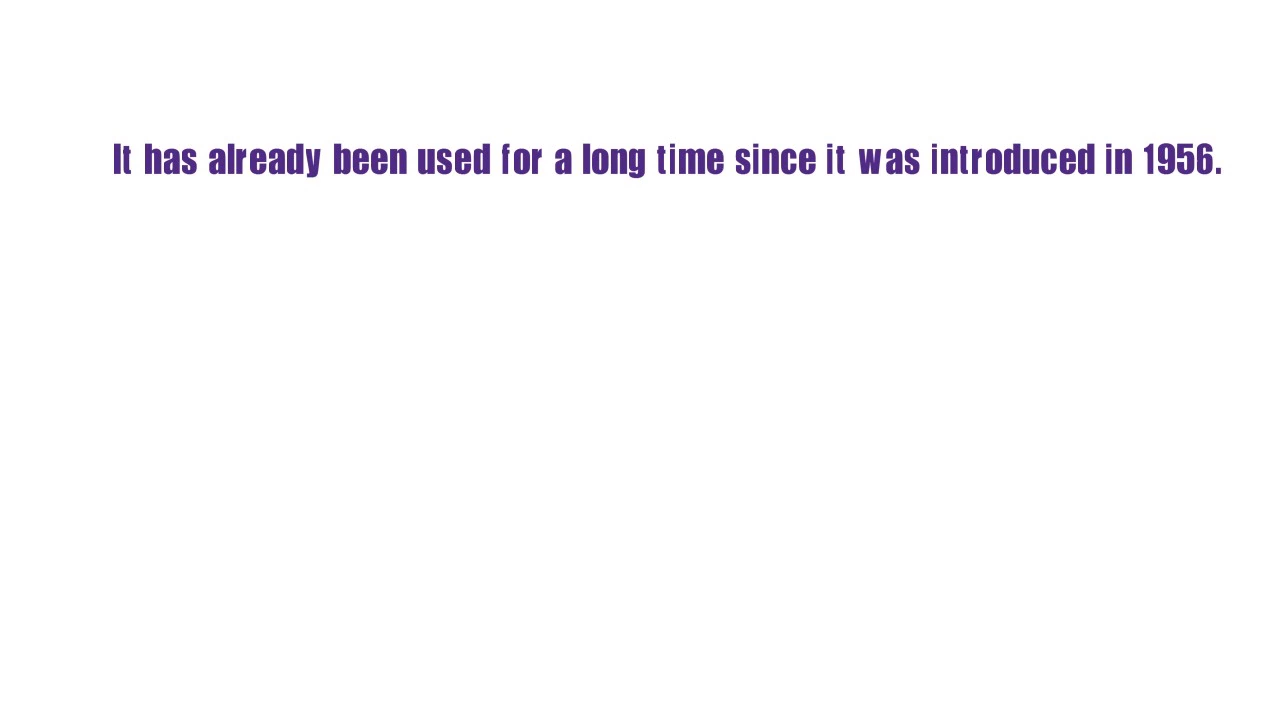 It has already been used for a long time since it was introduced in 1956.